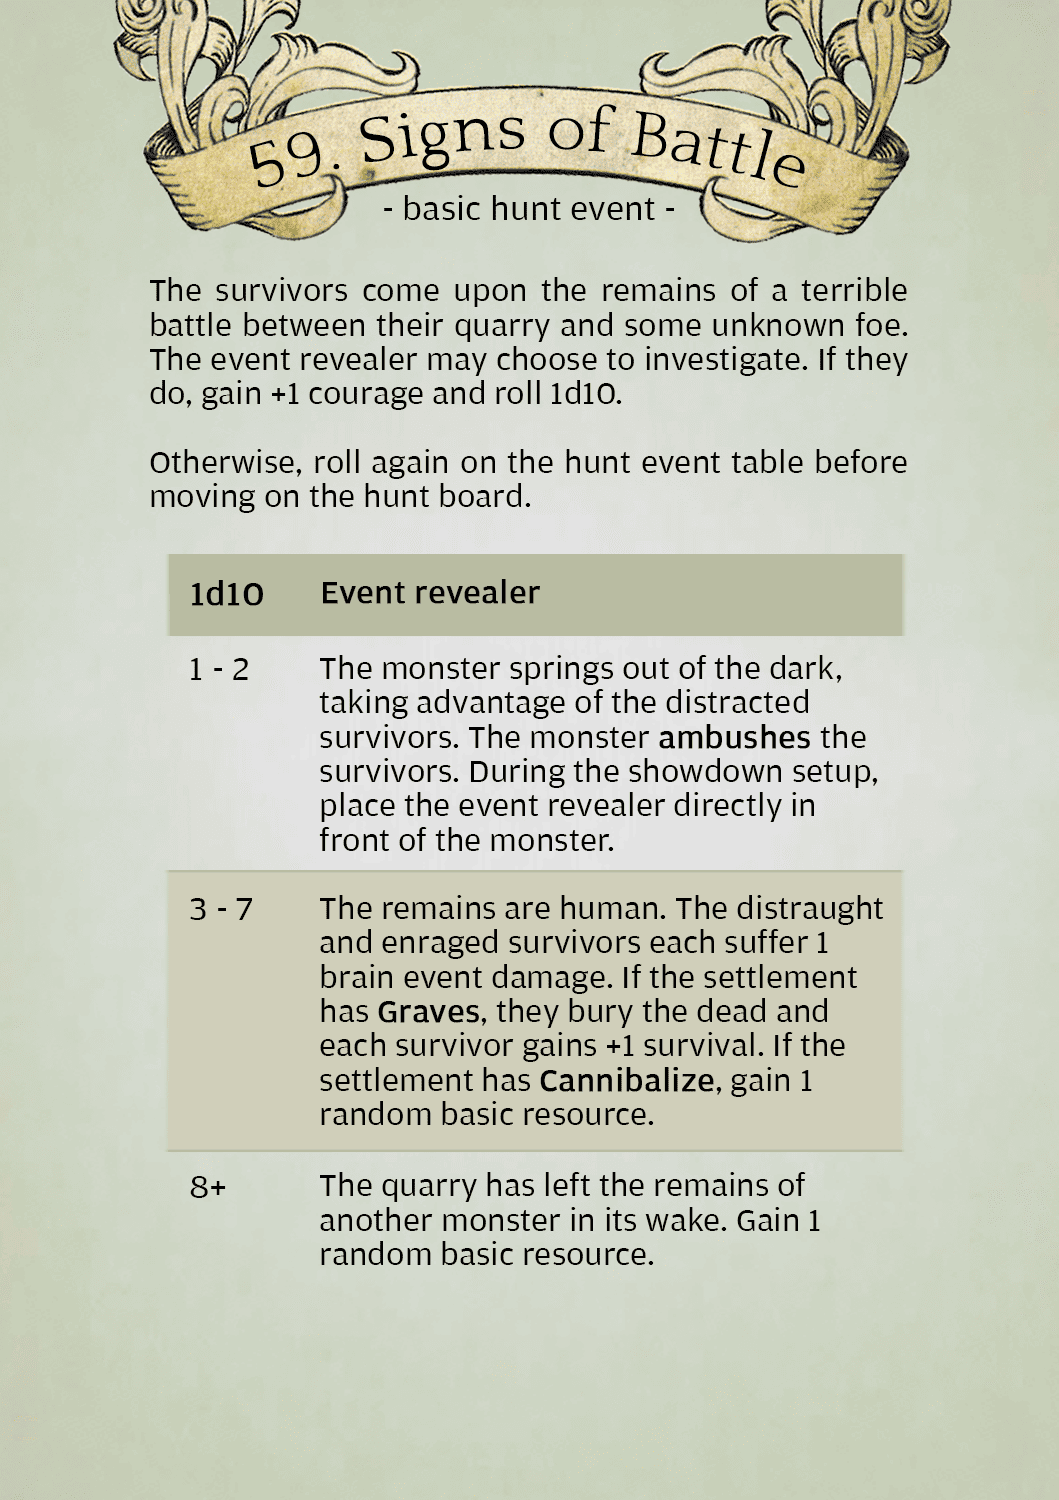 59. Signs of Battle
- basic hunt event -
The survivors come upon the remains of a terrible
battle between their quarry and some unknown foe.
The event revealer may choose to investigate. If they
do, gain +1 courage and roll 1d10.
Otherwise, roll again on the hunt event table before
moving on the hunt board.
1d10 Event revealer
1 - 2 The monster springs out of the dark,
taking advantage of the distracted
survivors. The monster ambushes the
survivors. During the showdown setup,
place the event revealer directly in
front of the monster.
3 - 7 The remains are human. The distraught
and enraged survivors each suffer 1
brain event damage. If the settlement
has Graves, they bury the dead and
each survivor gains +1 survival. If the
settlement has Cannibalize, gain 1
random basic resource.
8+ The quarry has left the remains of
another monster in its wake. Gain 1
random basic resource.